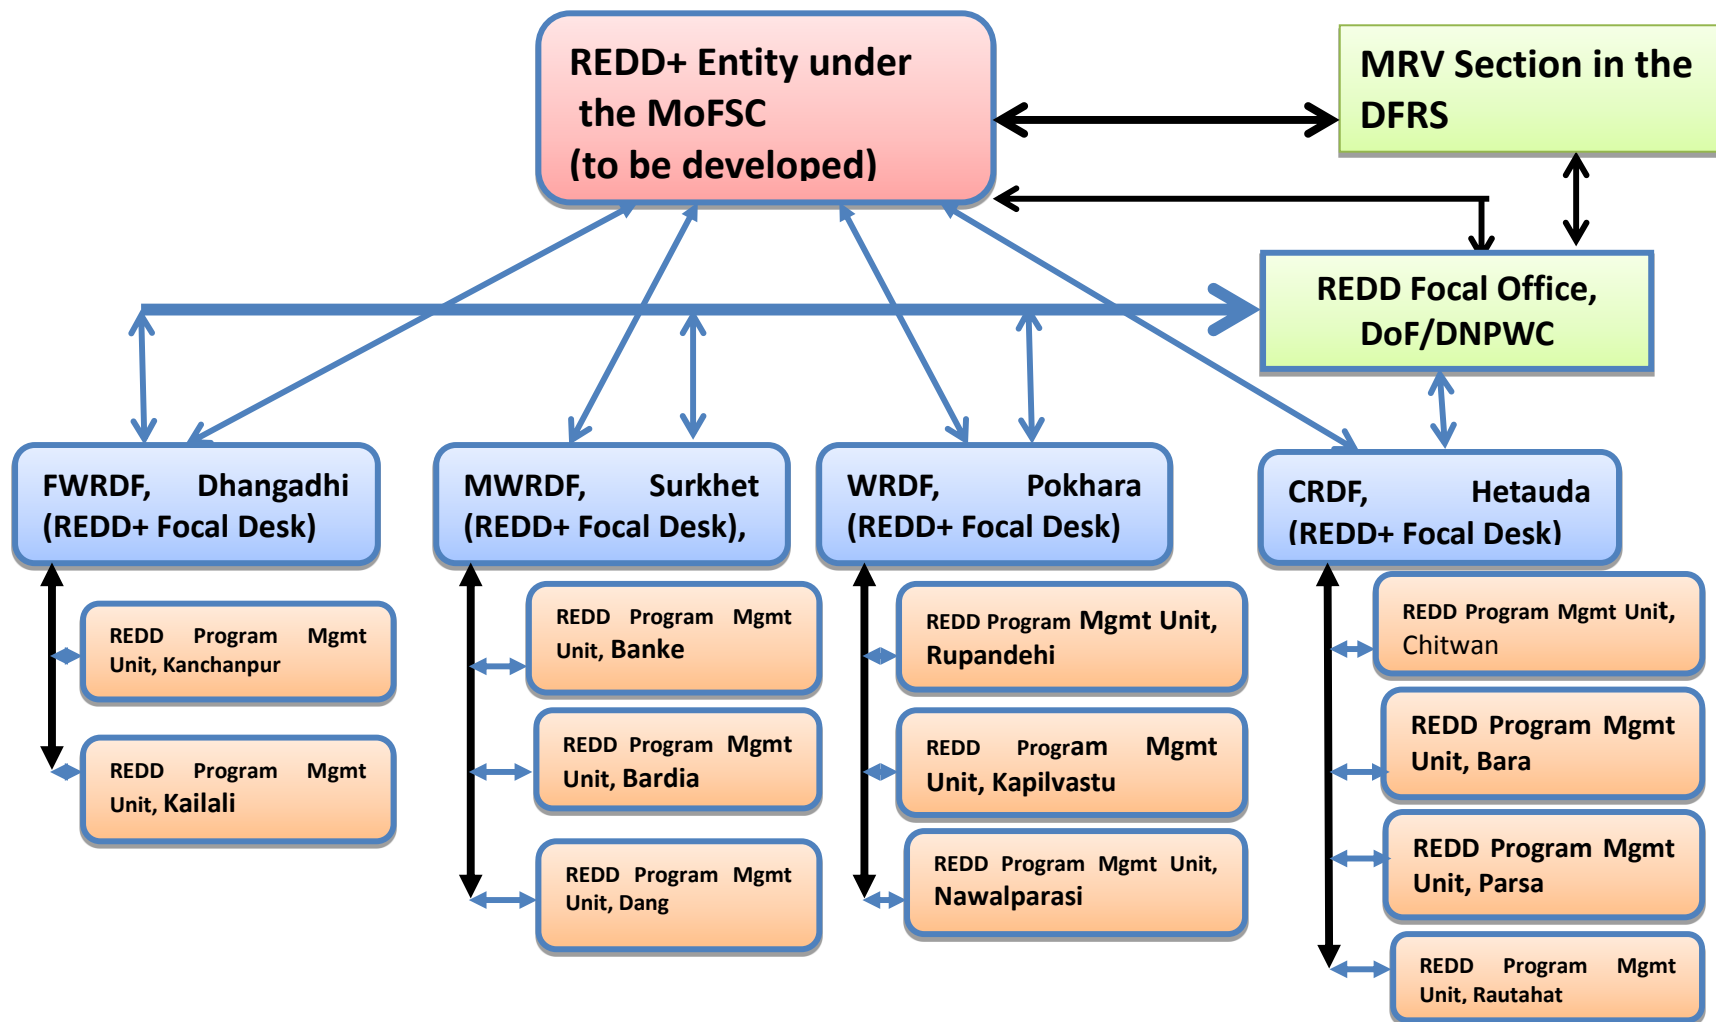 REDD+ Entity under
the MoFSC
(to be developed)
MRV Section in the
DFRS
REDD Focal Office,
DoF/DNPWC
FWRDF, Dhangadhi
(REDD+ Focal Desk)
MWRDF, Surkhet
(REDD+ Focal Desk),
WRDF, Pokhara
(REDD+ Focal Desk)
CRDF, Hetauda
(REDD+ Focal Desk)
REDD Program Mgmt
Unit, Kanchanpur
REDD Program Mgmt
Unit, Kailali
REDD Program Mgmt
Unit, Banke
REDD Program Mgmt
Unit, Bardia
REDD Program Mgmt
Unit, Dang
REDD Program Mgmt Unit,
Rupandehi
REDD Program Mgmt
Unit, Kapilvastu
REDD Program Mgmt Unit,
Nawalparasi
REDD Program Mgmt Unit,
Chitwan
REDD Program Mgmt
Unit, Bara
REDD Program Mgmt
Unit, Parsa
REDD Program Mgmt
Unit, Rautahat